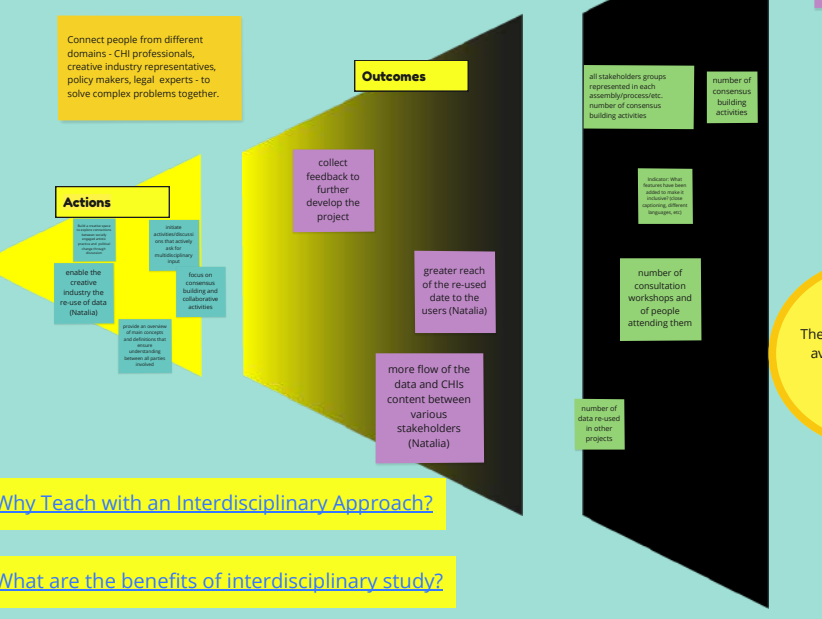 Connect people from different
domains - CHI professionals,
creative industry representatives,
policy makers, legal experts - to
solve complex problems together.
Outcomes
all stakeholders groups
represented in each
assembly/process/etc.
number of consensus
building activities
number of
consensus
building
activities
collect
feedback to
further
develop the
project
Indicator: What
features have been
added to make it
inclusive? (close
captioning, different
languages, etc)
Actions
initiate
activities/discussi
ons that actively
ask for
multidisciplinary
input
enable the
creative
industry the
re-use of data
(Natalia)
focus on
consensus
building and
collaborative
activities
provide an overview
of main concepts
and definitions that
ensure
understanding
between all parties
involved
greater reach
of the re-used
date to the
users (Natalia)
number of
consultation
workshops and
of people
attending them
The
av
more flow of the
data and CHIs
content between
various
stakeholders
(Natalia)
number of
data re-used
in other
projects
Why Teach with an Interdisciplinary Approach?
What are the benefits of interdisciplinary study?